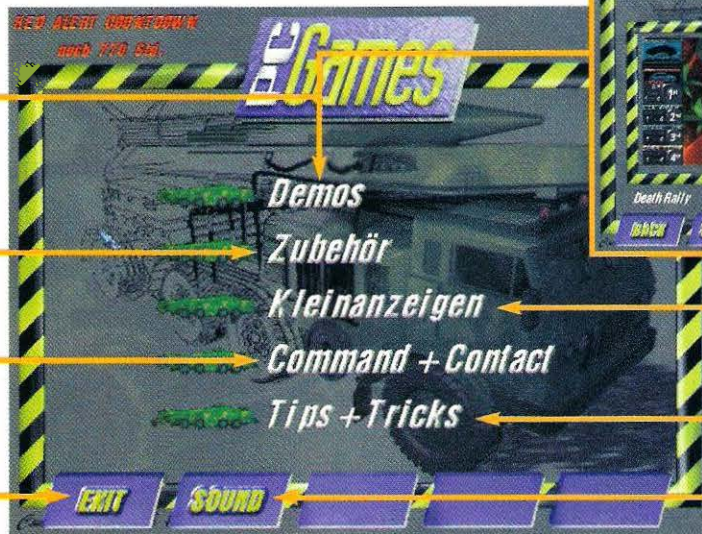 RED ALERT COUNTDOWN
noch 770 Std.
PC Games
Demos
Zubehör
Kleinanzeigen
Command + Contact
Tips + Tricks
EXIT
SOUND
Death Rally
BACK